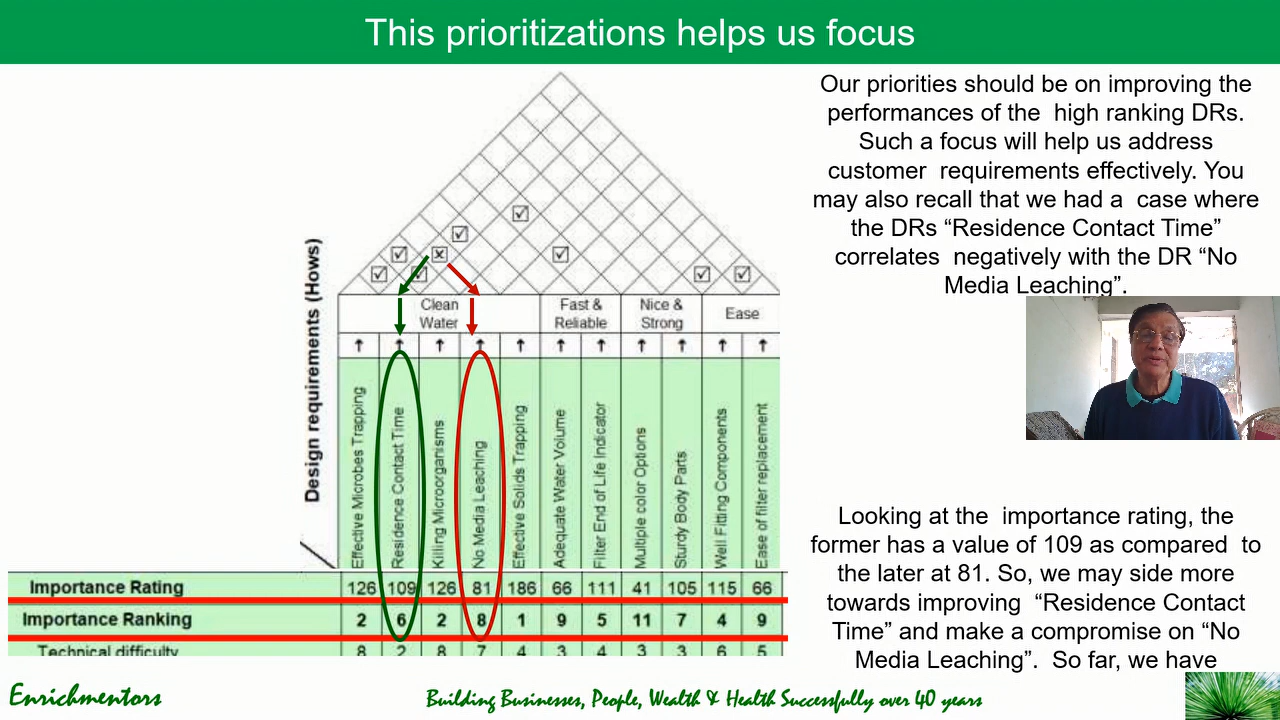 This prioritizations helps us focus
Our priorities should be on improving the
performances of the high ranking DRs.
Such a focus will help us address
customer requirements effectively. You
may also recall that we had a case where
the DRs “Residence Contact Time”
correlates negatively with the DR “No
Media Leaching”.
Design requirements (Hows)
Clean Water
Fast & Reliable
Nice & Strong
Ease
Effective Microbes Trapping
Residence Contact Time
Killing Microorganisms
No Media Leaching
Effective Solids Trapping
Adequate Water Volume
Filter End of Life Indicator
Multiple color Options
Sturdy Body Parts
Well Fitting Components
Ease of filter replacement
Importance Rating 126 109 126 81 186 66 111 41 105 115 66
Importance Ranking 2 6 2 8 1 9 5 11 7 4 9
Technical difficulty 8 2 8 7 4 3 4 3 3 6 5
Looking at the importance rating, the
former has a value of 109 as compared to
the later at 81. So, we may side more
towards improving “Residence Contact
Time” and make a compromise on “No
Media Leaching”. So far, we have
Enrichmentors
Building Businesses, People, Wealth & Health Successfully over 40 years